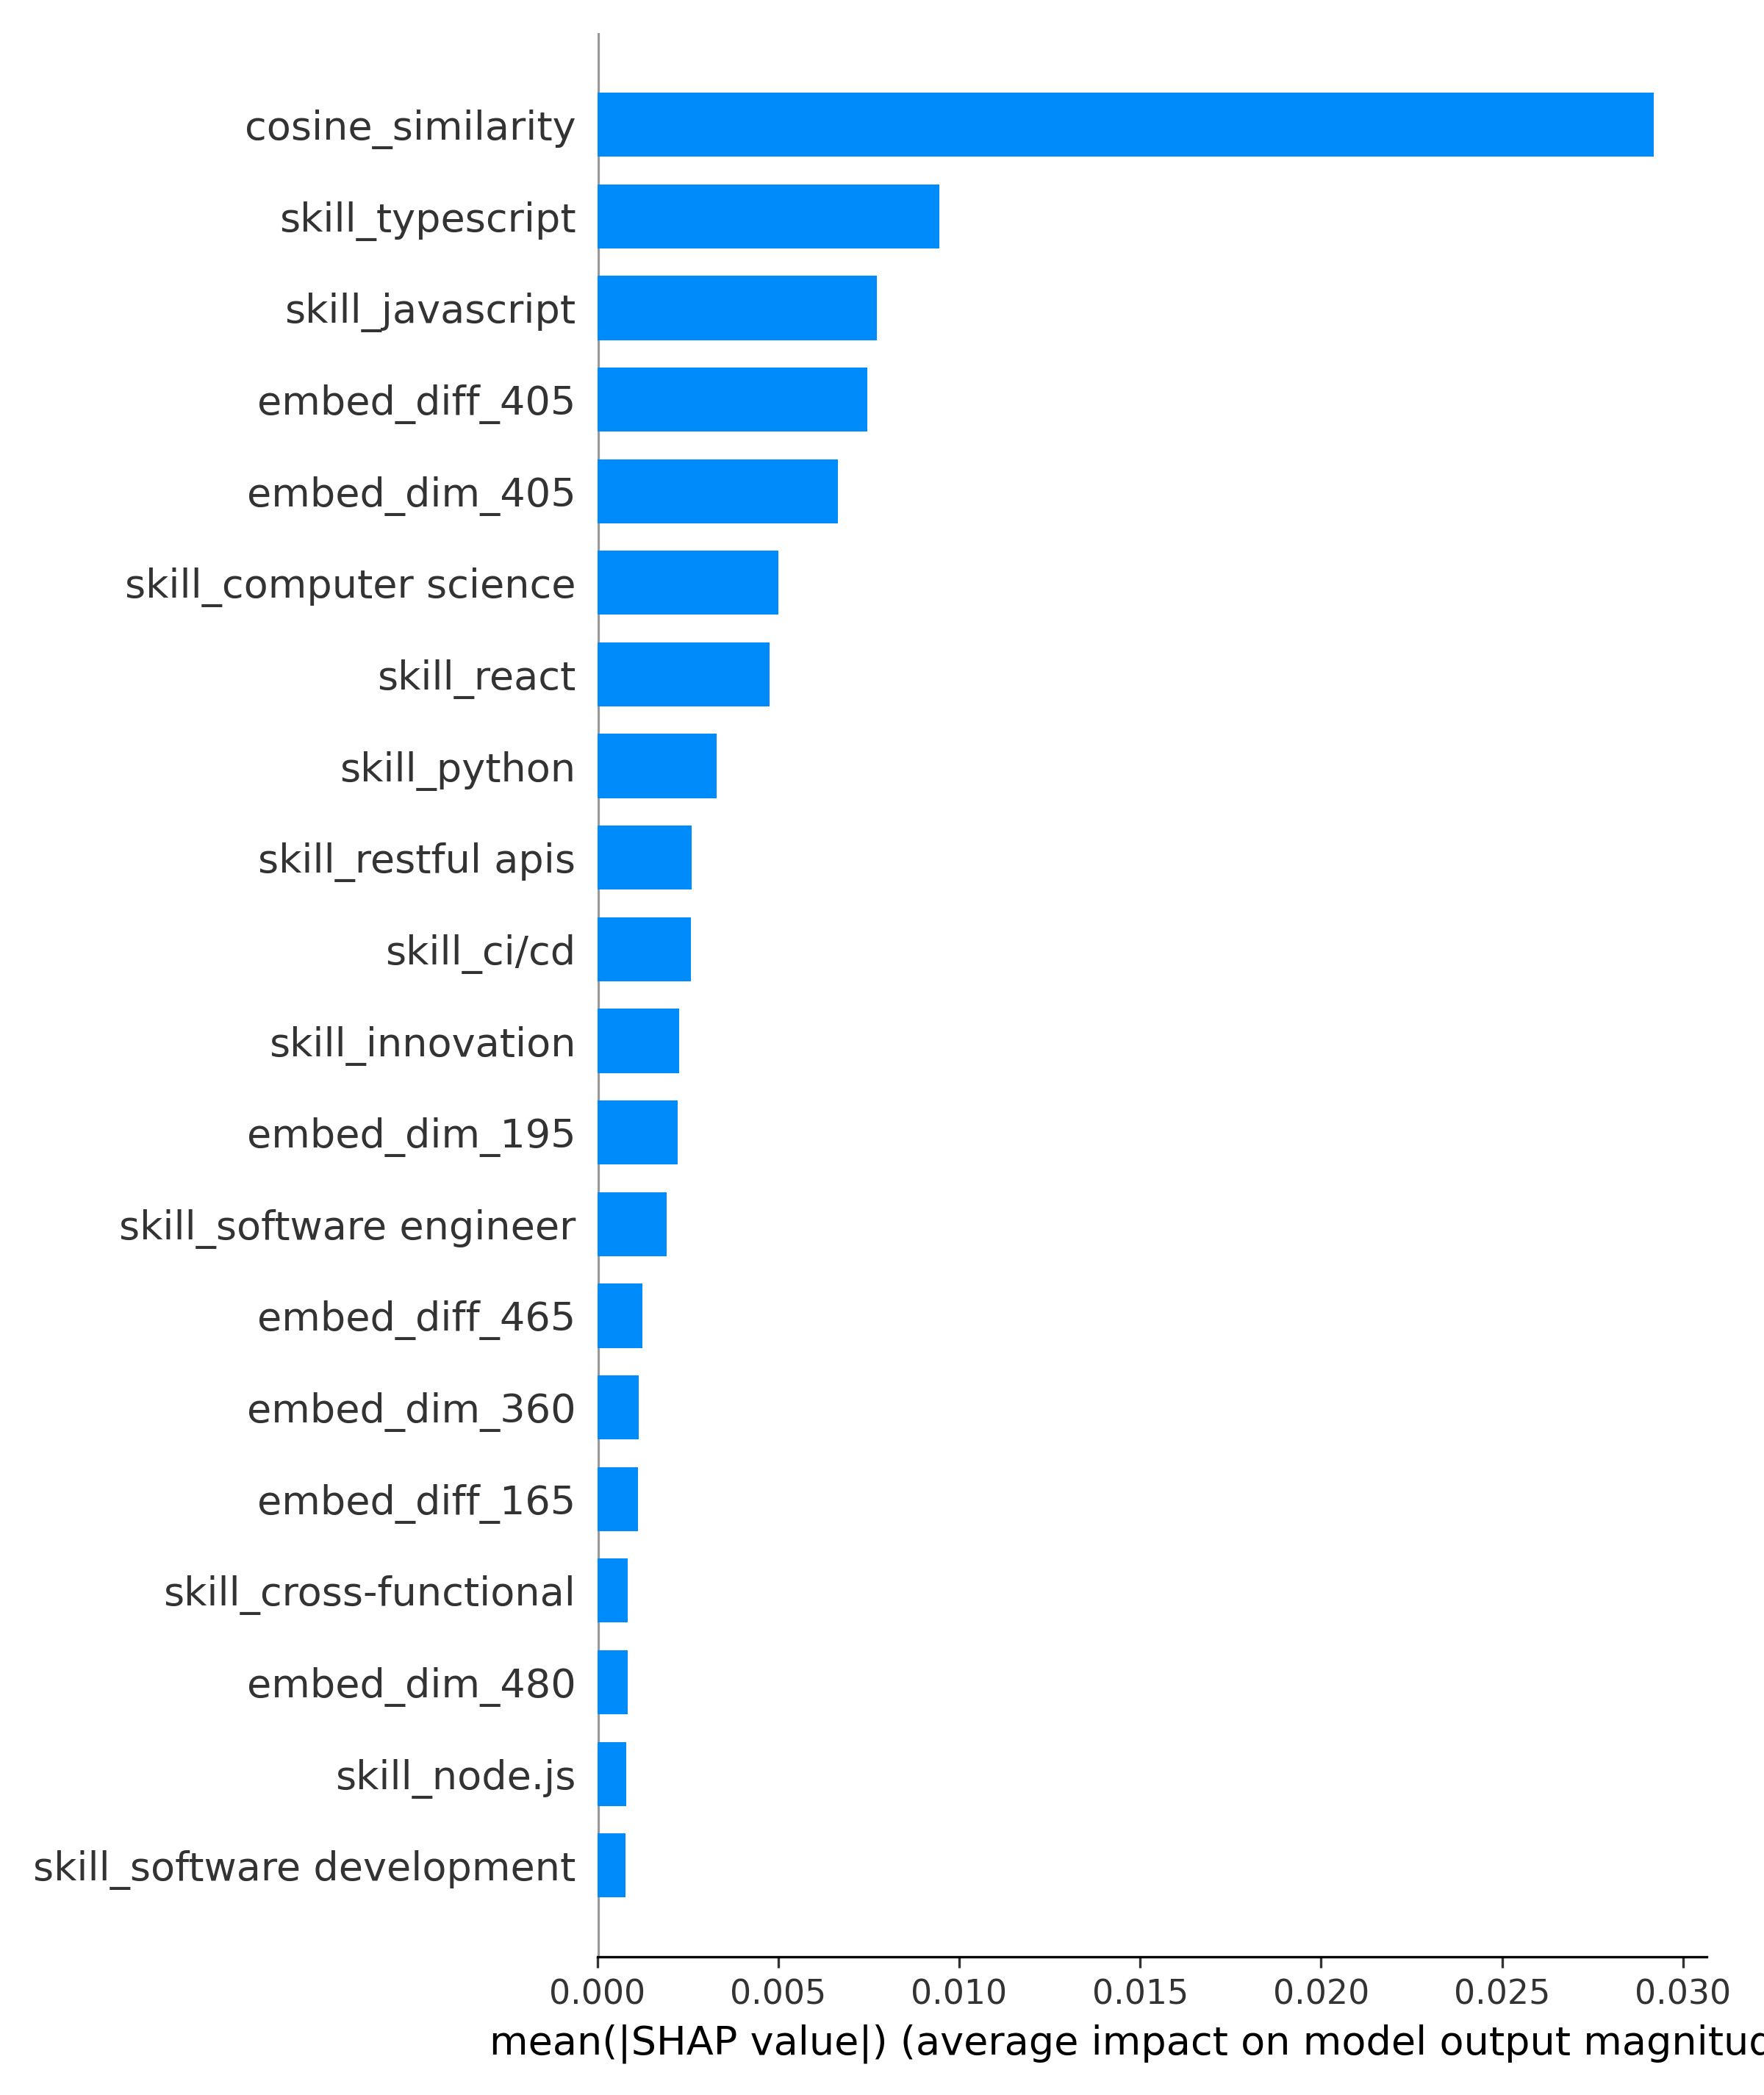 cosine_similarity
skill_typescript
skill_javascript
embed_diff_405
embed_dim_405
skill_computer science
skill_react
skill_python
skill_restful apis
skill_ci/cd
skill_innovation
embed_dim_195
skill_software engineer
embed_diff_465
embed_dim_360
embed_diff_165
skill_cross-functional
embed_dim_480
skill_node.js
skill_software development
0.000 0.005 0.010 0.015 0.020 0.025 0.030
mean(|SHAP value|) (average impact on model output magnitud